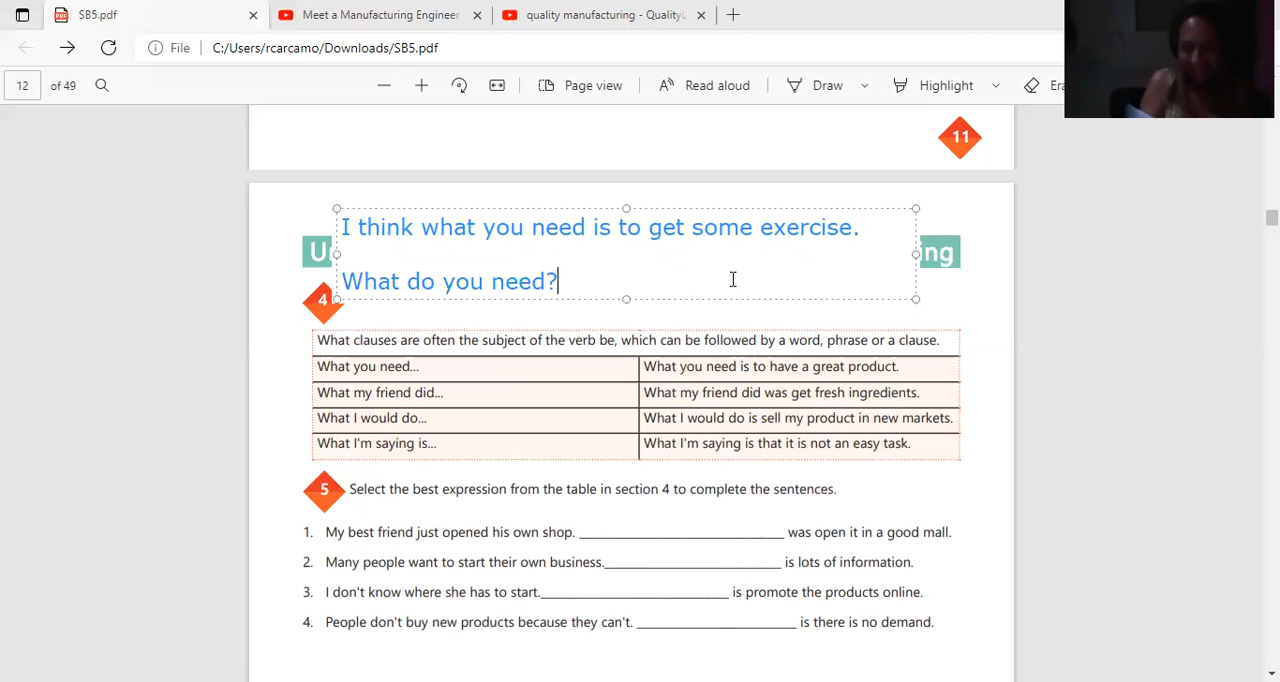 SB5.pdf
Meet a Manufacturing Engineer
quality manufacturing - QualityL
File
C:/Users/rcarcamo/Downloads/SB5.pdf
12 of 49
Page view
Read aloud
Draw
Highlight
Era
11
I think what you need is to get some exercise.
U
ing
What do you need?
4
What clauses are often the subject of the verb be, which can be followed by a word, phrase or a clause.
What you need... What you need is to have a great product.
What my friend did... What my friend did was get fresh ingredients.
What I would do... What I would do is sell my product in new markets.
What I'm saying is... What I'm saying is that it is not an easy task.
5 Select the best expression from the table in section 4 to complete the sentences.
1. My best friend just opened his own shop. ____________________________ was open it in a good mall.
2. Many people want to start their own business.________________________ is lots of information.
3. I don't know where she has to start.__________________________ is promote the products online.
4. People don't buy new products because they can't. ______________________ is there is no demand.